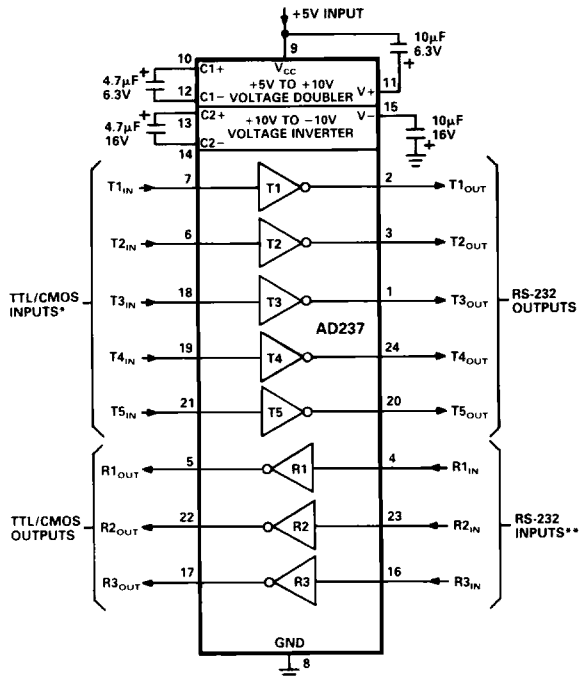 +5V INPUT
10µF
6.3V
+
9
VCC
10
C1+
+
4.7µF
6.3V
12
C1−
+5V TO +10V
VOLTAGE DOUBLER
V+
11
C2+
+
4.7µF
16V
13
C2−
14
+10V TO −10V
VOLTAGE INVERTER
V−
15
10µF
16V
+
T1IN 7 T1 2 T1OUT
T2IN 6 T2 3 T2OUT
TTL/CMOS
INPUTS*
T3IN 18 T3 1 T3OUT
RS-232
OUTPUTS
AD237
T4IN 19 T4 24 T4OUT
T5IN 21 T5 20 T5OUT
R1OUT 5 R1 4 R1IN
TTL/CMOS
OUTPUTS
R2OUT 22 R2 23 R2IN
RS-232
INPUTS**
R3OUT 17 R3 16 R3IN
GND
8